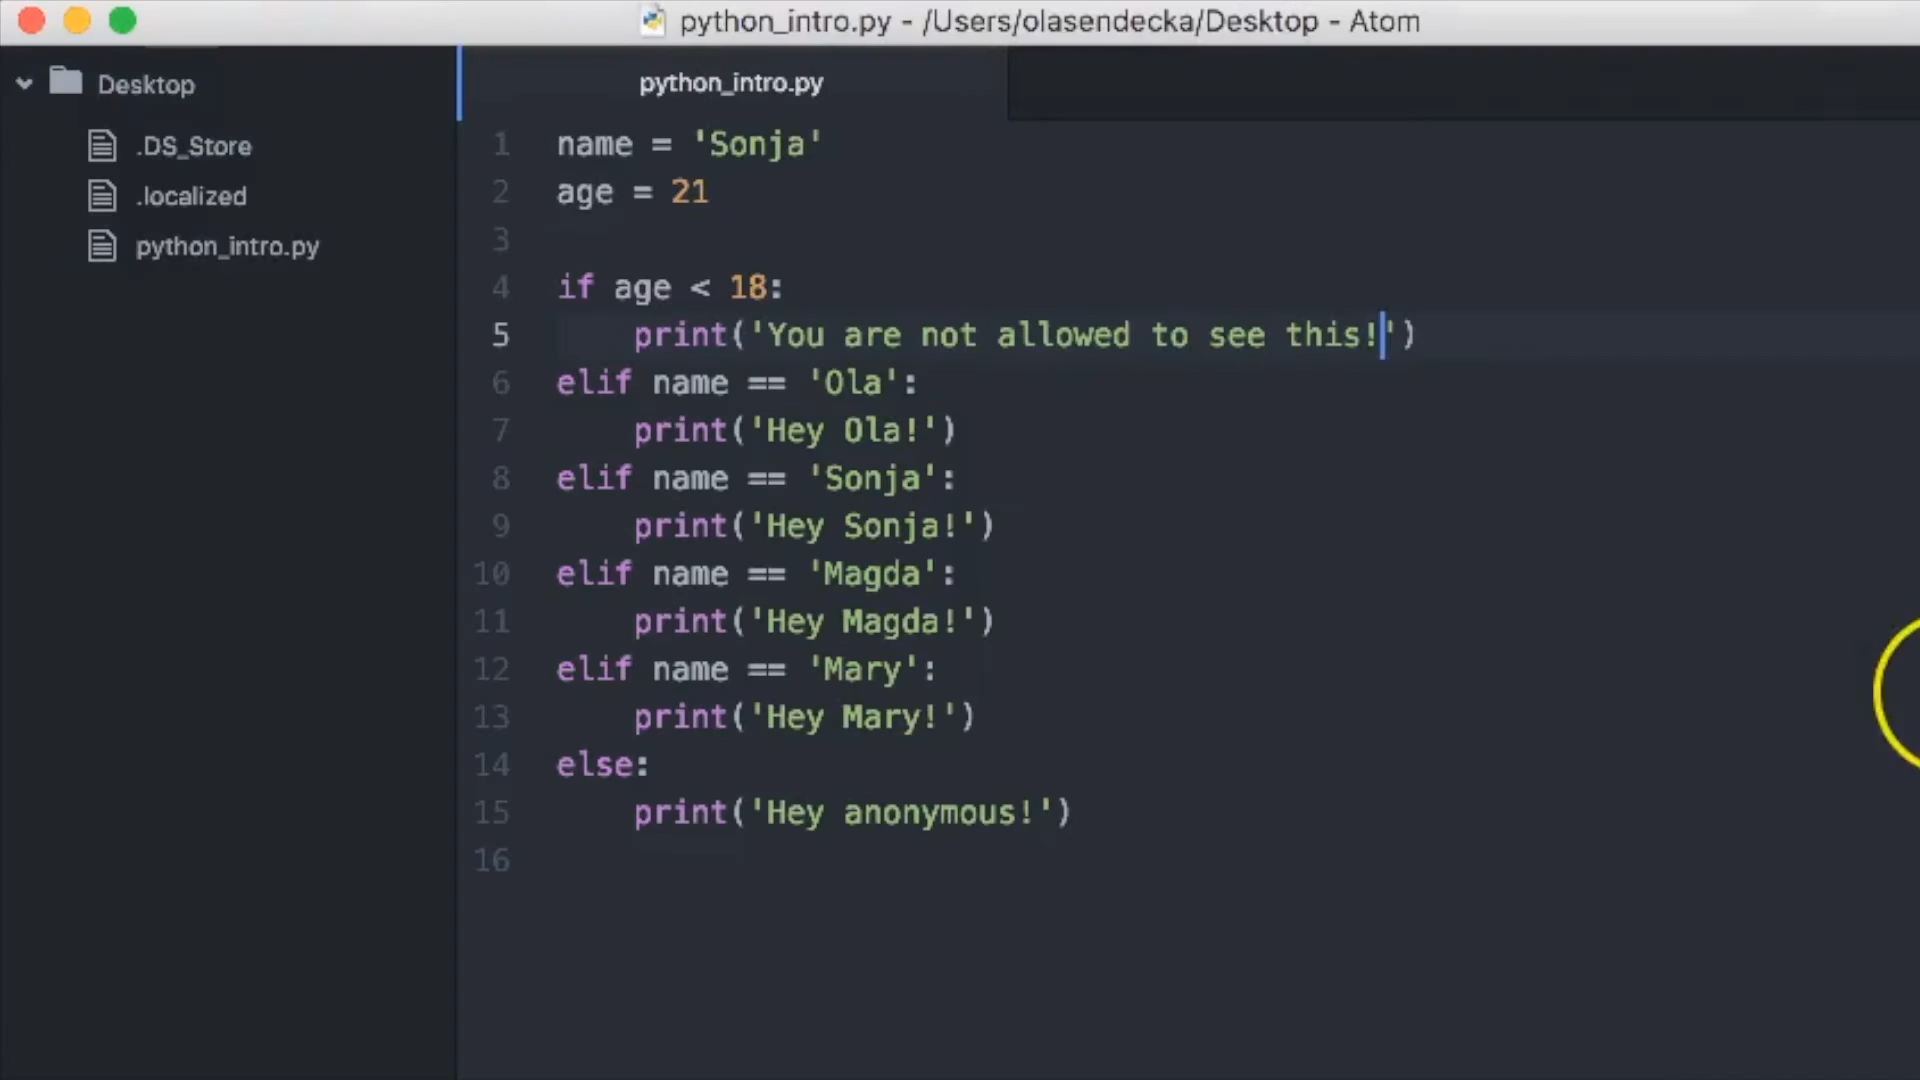 python_intro.py - /Users/olasendecka/Desktop - Atom
Desktop
.DS_Store
.localized
python_intro.py
python_intro.py
1 name = 'Sonja'
2 age = 21
3
4 if age < 18:
5     print('You are not allowed to see this!')
6 elif name == 'Ola':
7     print('Hey Ola!')
8 elif name == 'Sonja':
9     print('Hey Sonja!')
10 elif name == 'Magda':
11     print('Hey Magda!')
12 elif name == 'Mary':
13     print('Hey Mary!')
14 else:
15     print('Hey anonymous!')
16